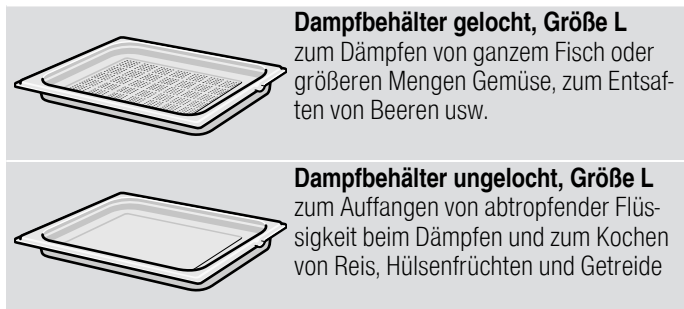 Dampfbehälter gelocht, Größe L
zum Dämpfen von ganzem Fisch oder
größeren Mengen Gemüse, zum Entsaf-
ten von Beeren usw.
Dampfbehälter ungelocht, Größe L
zum Auffangen von abtropfender Flüs-
sigkeit beim Dämpfen und zum Kochen
von Reis, Hülsenfrüchten und Getreide